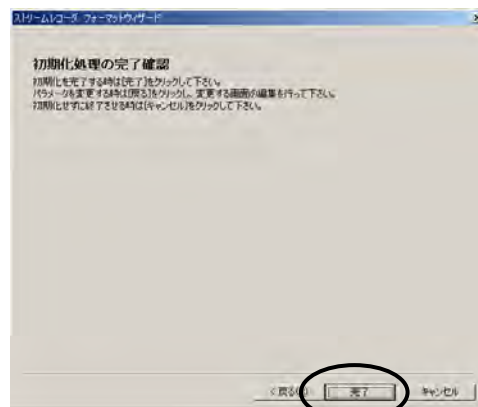 ストリームレコーダ フォーマットウィザード
初期化処理の完了確認
初期化を完了する時は[完了]をクリックして下さい。
パラメータを変更する時は[戻る]をクリックし、変更する画面の編集を行って下さい。
初期化せずに終了させる時は[キャンセル]をクリックして下さい。
< 戻る 完了 キャンセル